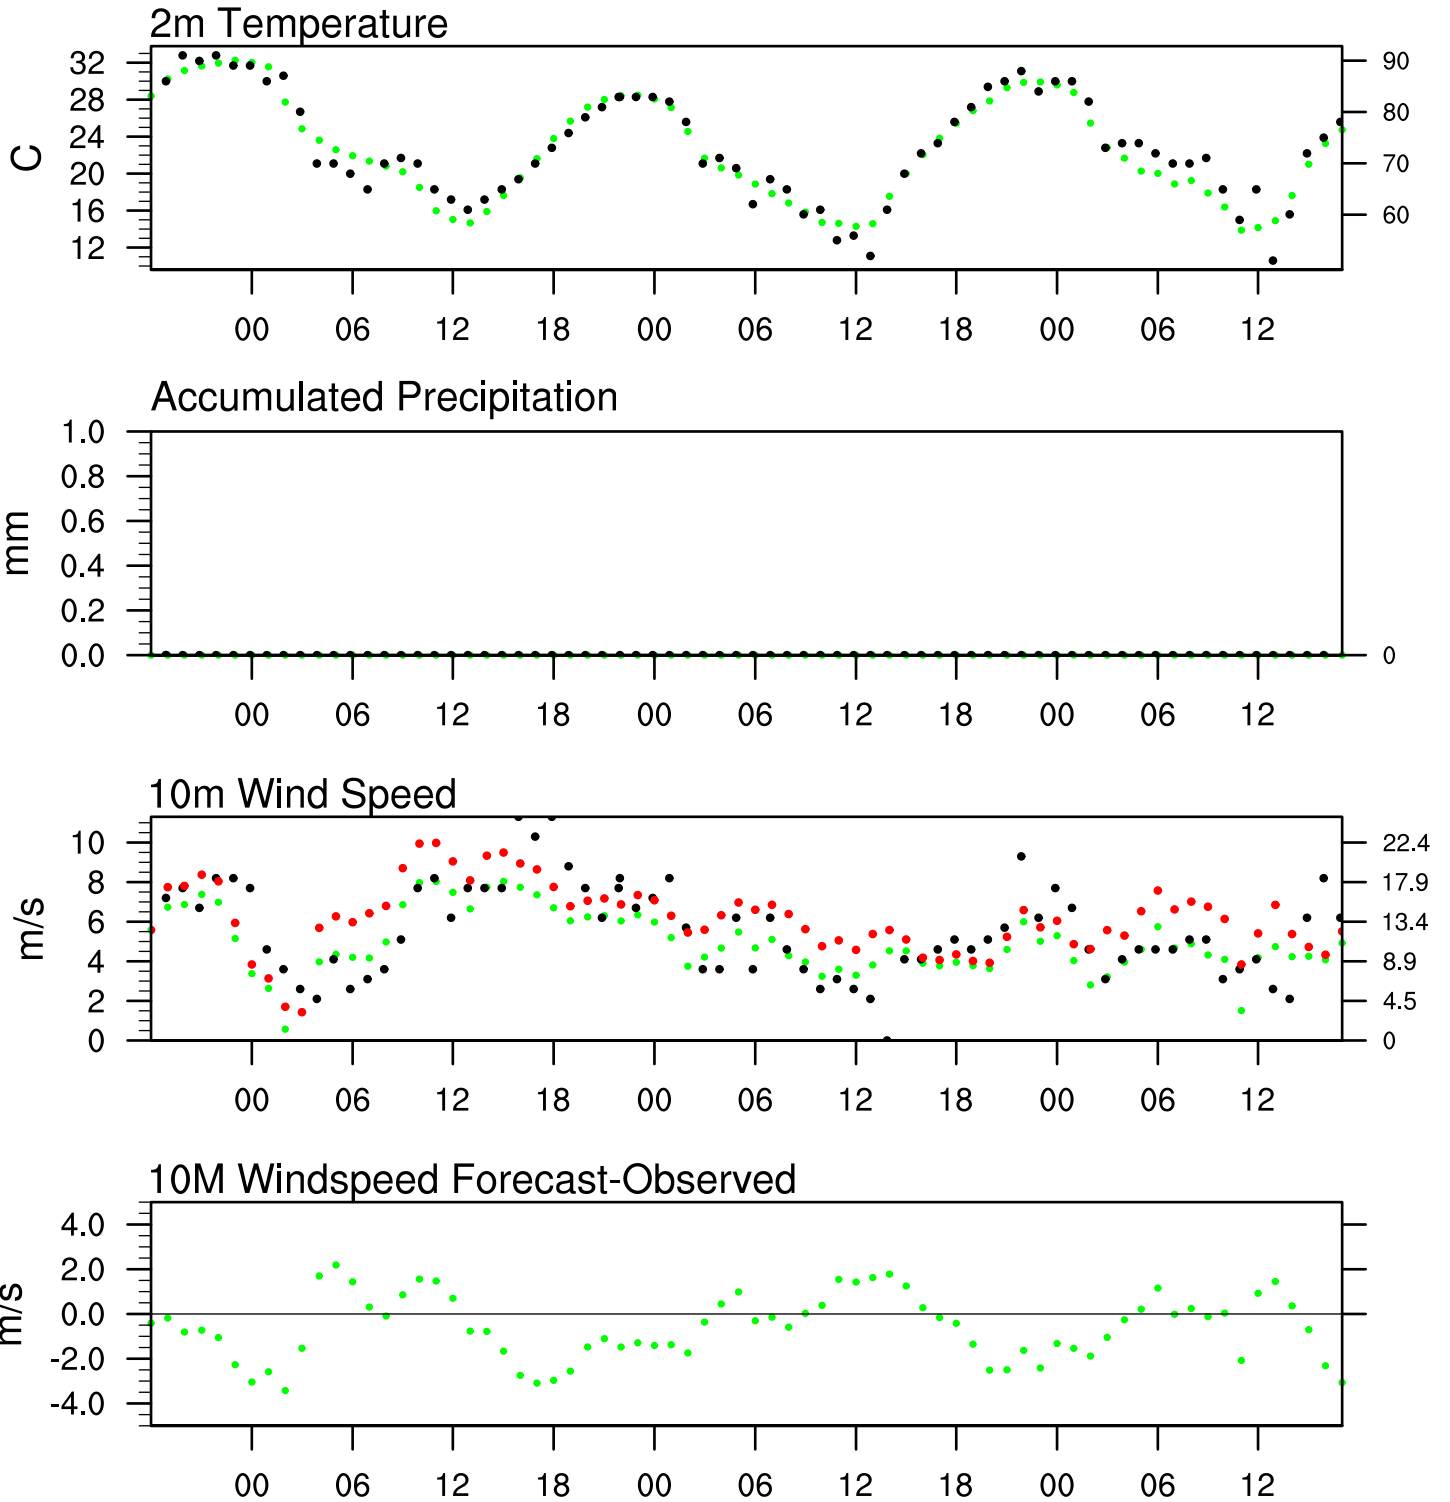 2m Temperature
32
28
24
20
16
12
C
90
80
70
60
00 06 12 18 00 06 12 18 00 06 12
Accumulated Precipitation
1.0
0.8
0.6
0.4
0.2
0.0
mm
0
00 06 12 18 00 06 12 18 00 06 12
10m Wind Speed
10
8
6
4
2
0
m/s
22.4
17.9
13.4
8.9
4.5
0
00 06 12 18 00 06 12 18 00 06 12
10M Windspeed Forecast-Observed
4.0
2.0
0.0
-2.0
-4.0
m/s
00 06 12 18 00 06 12 18 00 06 12